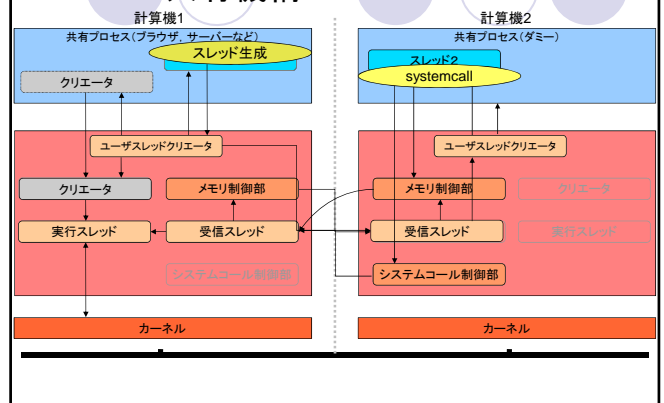 計算機1
計算機2
共有プロセス(ブラウザ,サーバーなど)
共有プロセス(ダミー)
スレッド生成
スレッド2
systemcall
クリエータ
ユーザスレッドクリエータ
ユーザスレッドクリエータ
クリエータ
メモリ制御部
メモリ制御部
クリエータ
実行スレッド
受信スレッド
受信スレッド
実行スレッド
システムコール制御部
システムコール制御部
カーネル
カーネル